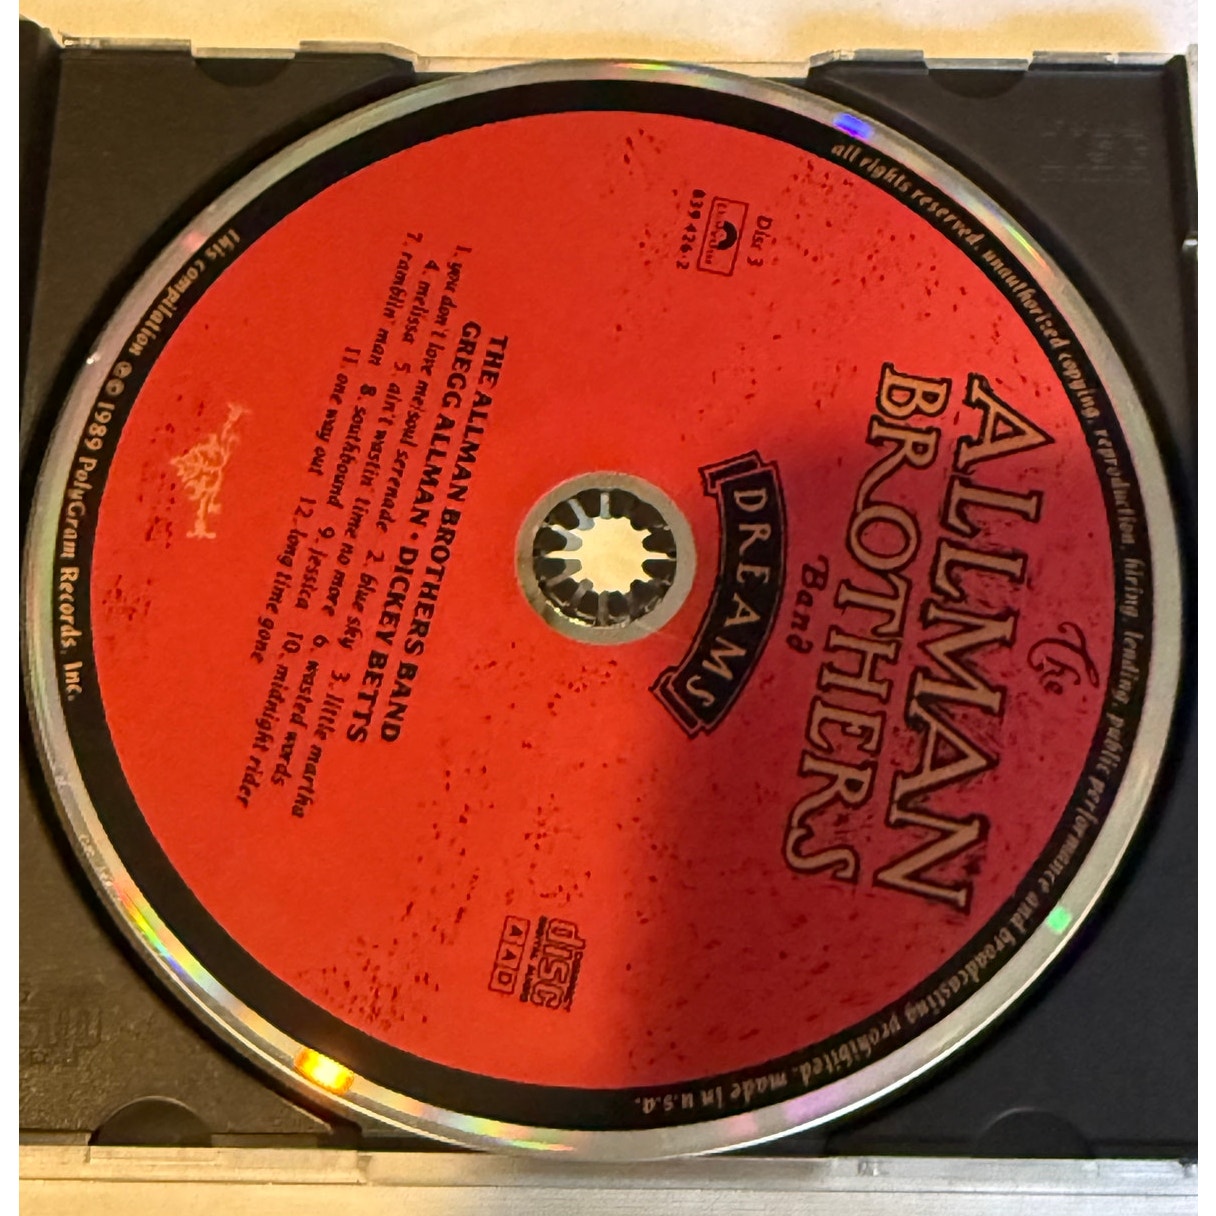 The
ALLMAN
BROTHERS
Band
DREAMS
Disc 3
839 426-2
COMPACT
disc
DIGITAL AUDIO
AAD
THE ALLMAN BROTHERS BAND
GREGG ALLMAN • DICKEY BETTS
1. you don't love me/soul serenade 2. blue sky 3. little martha
4. melissa 5. ain't wastin' time no more 6. wasted words
7. ramblin' man 8. southbound 9. jessica 10. midnight rider
11. one way out 12. long time gone
all rights reserved. unauthorized copying, reproduction, hiring, lending, public performance and broadcasting prohibited. made in u.s.a.
this compilation ℗© 1989 PolyGram Records, Inc.